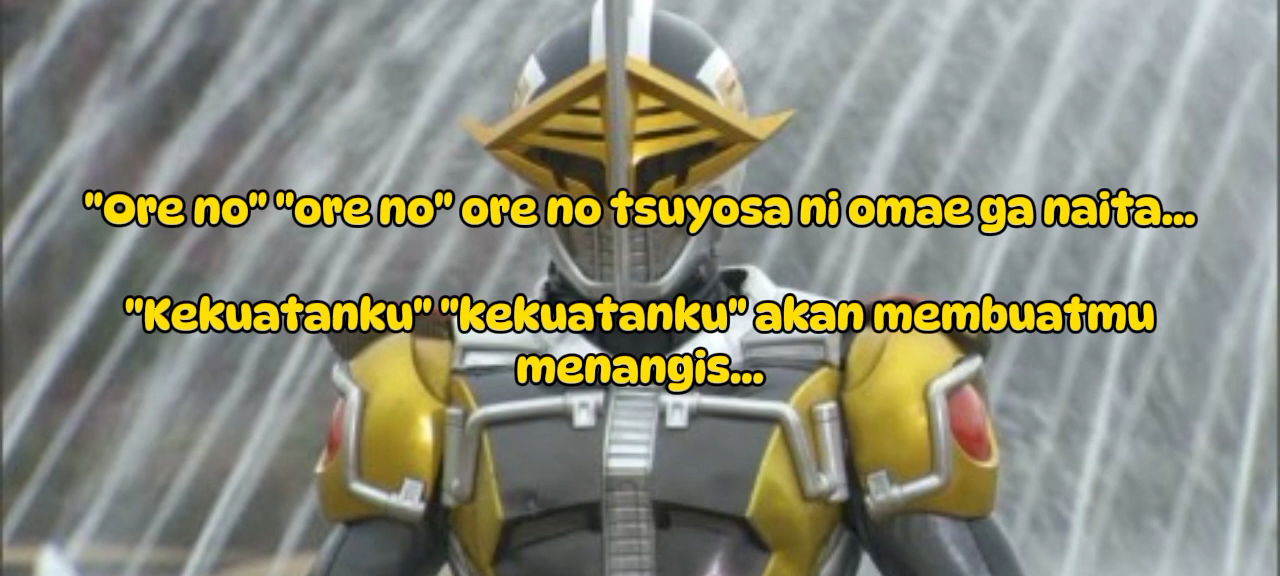 "Ore no" "ore no" ore no tsuyosa ni omae ga naita...
"Kekuatanku" "kekuatanku" akan membuatmu
menangis...